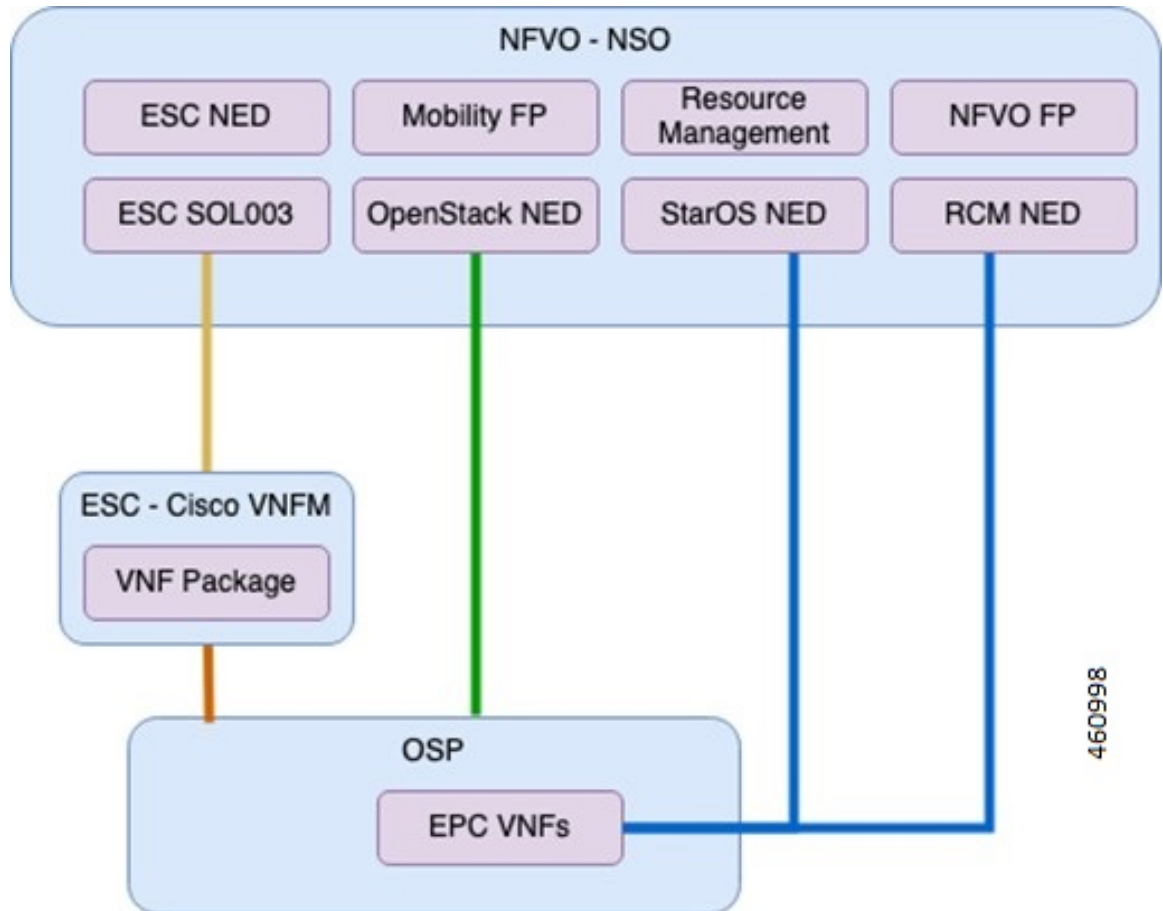 NFVO - NSO
ESC NED
Mobility FP
Resource
Management
NFVO FP
ESC SOL003
OpenStack NED
StarOS NED
RCM NED
ESC - Cisco VNFM
VNF Package
OSP
EPC VNFs
460998